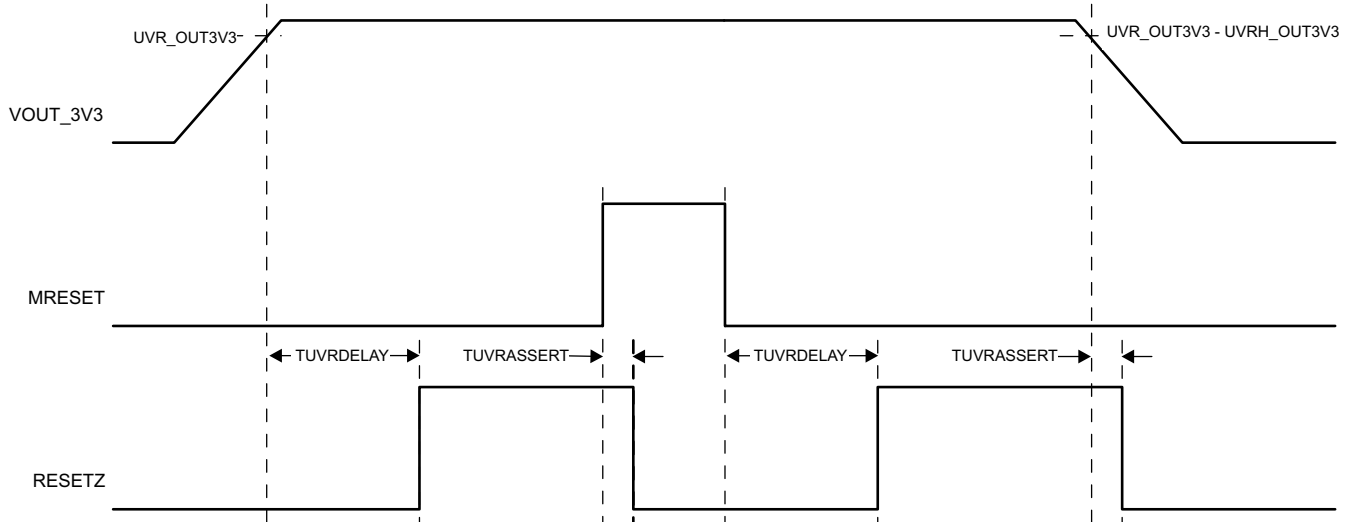 UVR_OUT3V3
UVR_OUT3V3 - UVRH_OUT3V3
VOUT_3V3
MRESET
TUVRDELAY
TUVRASSERT
TUVRDELAY
TUVRASSERT
RESETZ